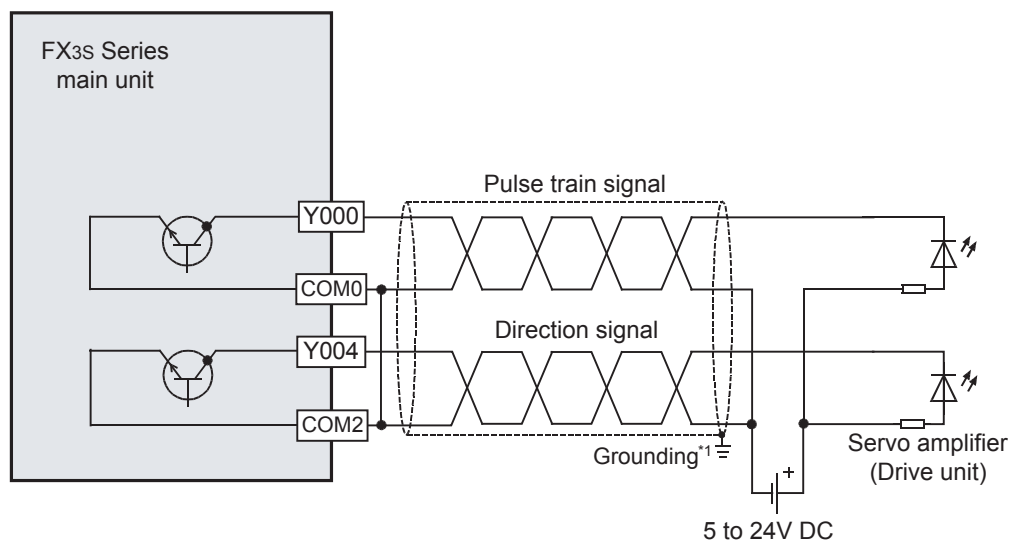 FX3S Series
main unit
Pulse train signal
Y000
COM0
Direction signal
Y004
COM2
Grounding*1
+
Servo amplifier
(Drive unit)
5 to 24V DC